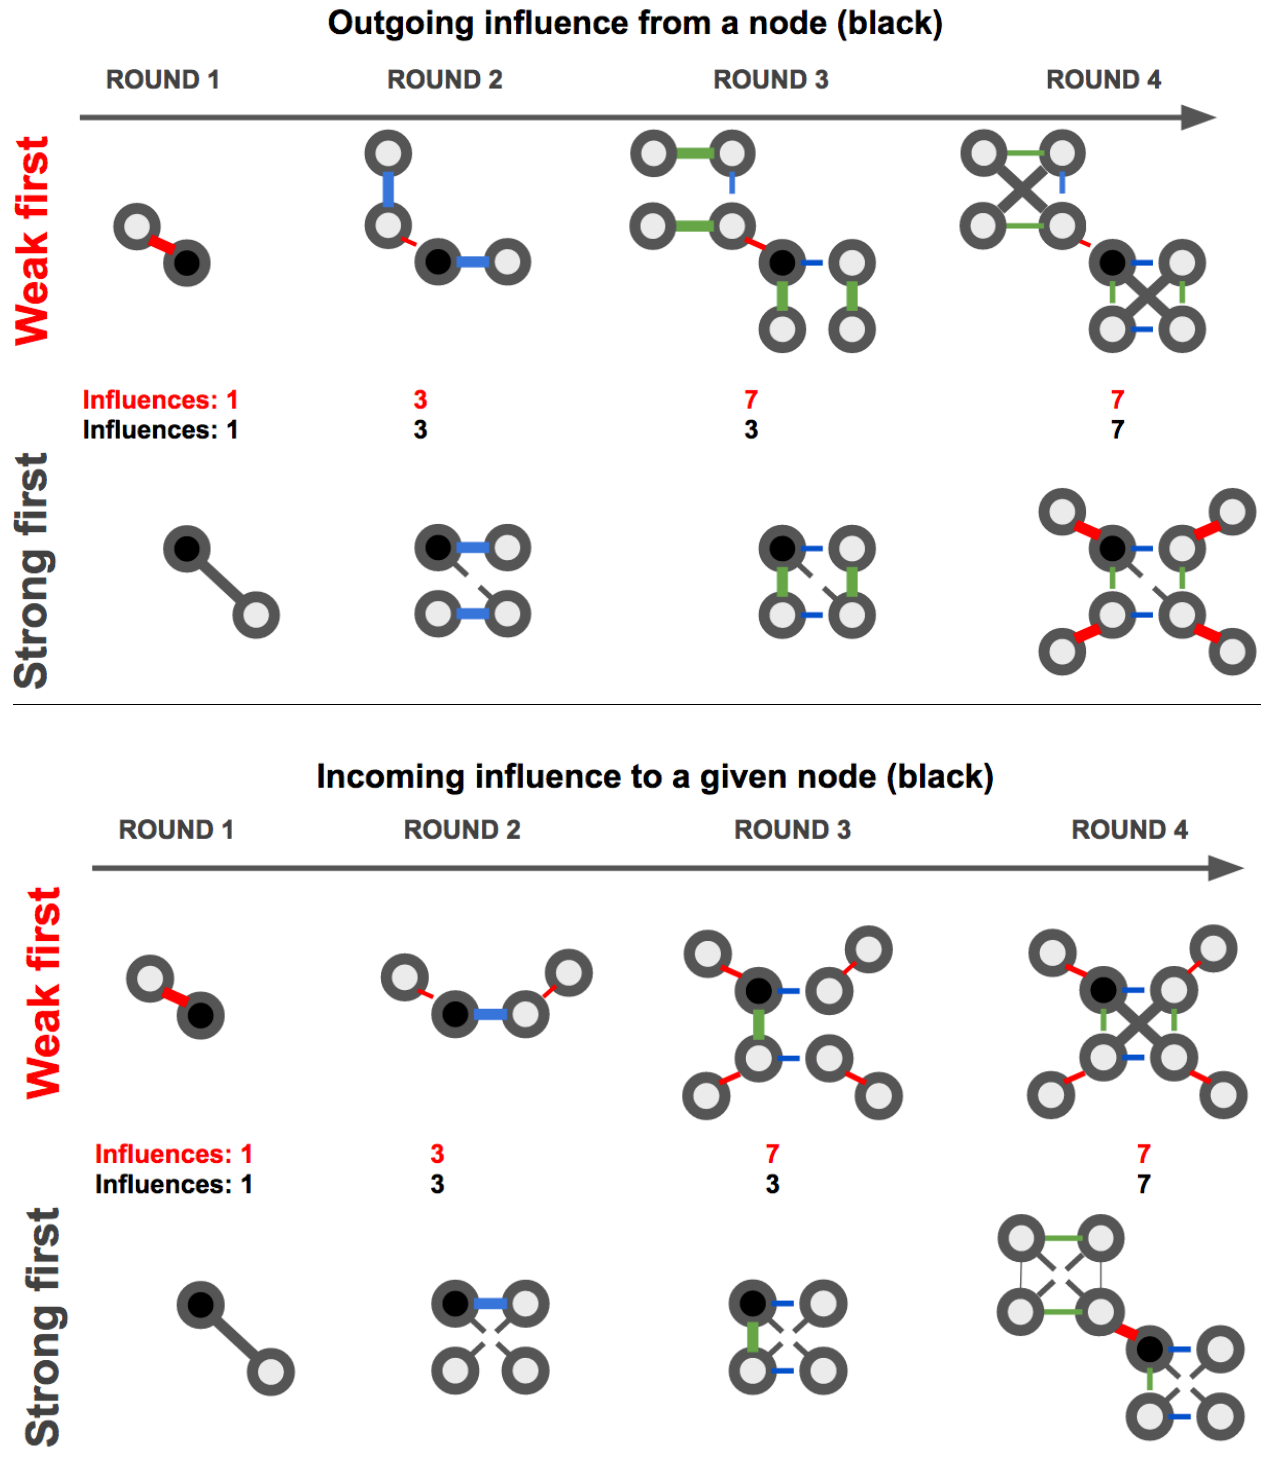 Outgoing influence from a node (black)
ROUND 1 ROUND 2 ROUND 3 ROUND 4
Weak first
Influences: 1 3 7 7
Influences: 1 3 3 7
Strong first
Incoming influence to a given node (black)
ROUND 1 ROUND 2 ROUND 3 ROUND 4
Weak first
Influences: 1 3 7 7
Influences: 1 3 3 7
Strong first